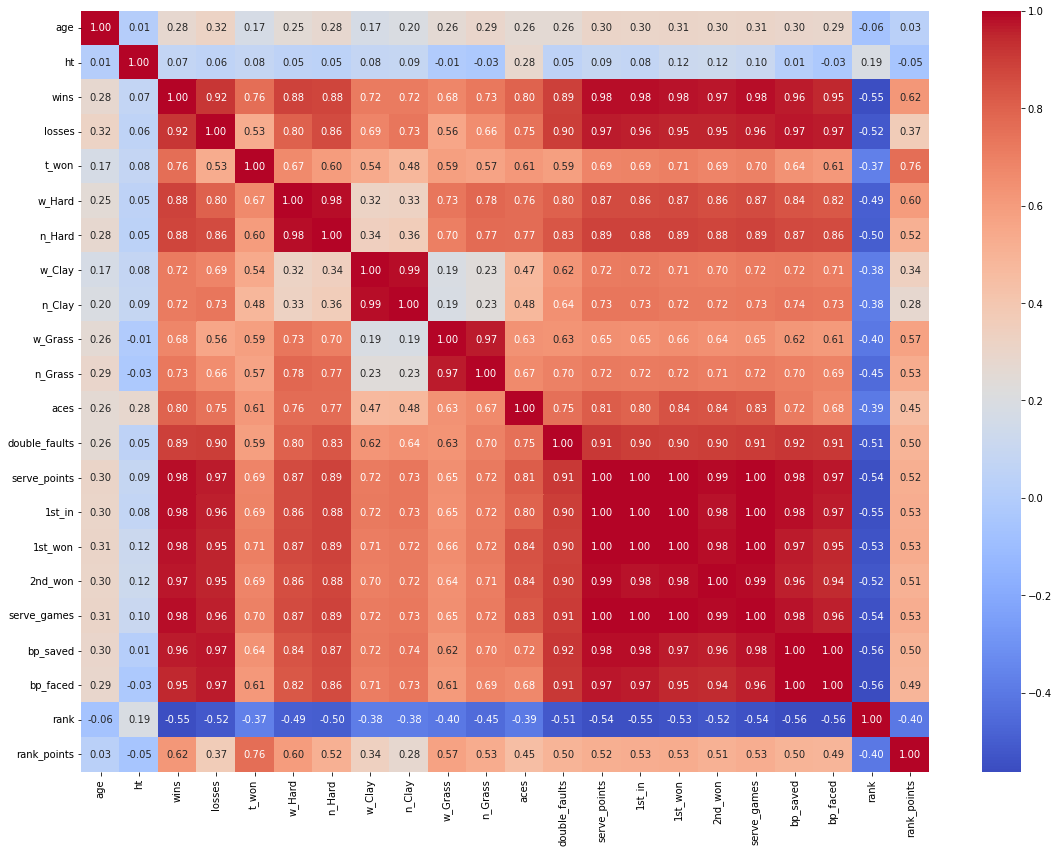 age 1.00 0.01 0.28 0.32 0.17 0.25 0.28 0.17 0.20 0.26 0.29 0.26 0.26 0.30 0.30 0.31 0.30 0.31 0.30 0.29 -0.06 0.03
ht 0.01 1.00 0.07 0.06 0.08 0.05 0.05 0.08 0.09 -0.01 -0.03 0.28 0.05 0.09 0.08 0.12 0.12 0.10 0.01 -0.03 0.19 -0.05
wins 0.28 0.07 1.00 0.92 0.76 0.88 0.88 0.72 0.72 0.68 0.73 0.80 0.89 0.98 0.98 0.98 0.97 0.98 0.96 0.95 -0.55 0.62
losses 0.32 0.06 0.92 1.00 0.53 0.80 0.86 0.69 0.73 0.56 0.66 0.75 0.90 0.97 0.96 0.95 0.95 0.96 0.97 0.97 -0.52 0.37
t_won 0.17 0.08 0.76 0.53 1.00 0.67 0.60 0.54 0.48 0.59 0.57 0.61 0.59 0.69 0.69 0.71 0.69 0.70 0.64 0.61 -0.37 0.76
w_Hard 0.25 0.05 0.88 0.80 0.67 1.00 0.98 0.32 0.33 0.73 0.78 0.76 0.80 0.87 0.86 0.87 0.86 0.87 0.84 0.82 -0.49 0.60
n_Hard 0.28 0.05 0.88 0.86 0.60 0.98 1.00 0.34 0.36 0.70 0.77 0.77 0.83 0.89 0.88 0.89 0.88 0.89 0.87 0.86 -0.50 0.52
w_Clay 0.17 0.08 0.72 0.69 0.54 0.32 0.34 1.00 0.99 0.19 0.23 0.47 0.62 0.72 0.72 0.71 0.70 0.72 0.72 0.71 -0.38 0.34
n_Clay 0.20 0.09 0.72 0.73 0.48 0.33 0.36 0.99 1.00 0.19 0.23 0.48 0.64 0.73 0.73 0.72 0.72 0.73 0.74 0.73 -0.38 0.28
w_Grass 0.26 -0.01 0.68 0.56 0.59 0.73 0.70 0.19 0.19 1.00 0.97 0.63 0.63 0.65 0.65 0.66 0.64 0.65 0.62 0.61 -0.40 0.57
n_Grass 0.29 -0.03 0.73 0.66 0.57 0.78 0.77 0.23 0.23 0.97 1.00 0.67 0.70 0.72 0.72 0.72 0.71 0.72 0.70 0.69 -0.45 0.53
aces 0.26 0.28 0.80 0.75 0.61 0.76 0.77 0.47 0.48 0.63 0.67 1.00 0.75 0.81 0.80 0.84 0.84 0.83 0.72 0.68 -0.39 0.45
double_faults 0.26 0.05 0.89 0.90 0.59 0.80 0.83 0.62 0.64 0.63 0.70 0.75 1.00 0.91 0.90 0.90 0.90 0.91 0.92 0.91 -0.51 0.50
serve_points 0.30 0.09 0.98 0.97 0.69 0.87 0.89 0.72 0.73 0.65 0.72 0.81 0.91 1.00 1.00 1.00 0.99 1.00 0.98 0.97 -0.54 0.52
1st_in 0.30 0.08 0.98 0.96 0.69 0.86 0.88 0.72 0.73 0.65 0.72 0.80 0.90 1.00 1.00 1.00 0.98 1.00 0.98 0.97 -0.55 0.53
1st_won 0.31 0.12 0.98 0.95 0.71 0.87 0.89 0.71 0.72 0.66 0.72 0.84 0.90 1.00 1.00 1.00 0.98 1.00 0.97 0.95 -0.53 0.53
2nd_won 0.30 0.12 0.97 0.95 0.69 0.86 0.88 0.70 0.72 0.64 0.71 0.84 0.90 0.99 0.98 0.98 1.00 0.99 0.96 0.94 -0.52 0.51
serve_games 0.31 0.10 0.98 0.96 0.70 0.87 0.89 0.72 0.73 0.65 0.72 0.83 0.91 1.00 1.00 1.00 0.99 1.00 0.98 0.96 -0.54 0.53
bp_saved 0.30 0.01 0.96 0.97 0.64 0.84 0.87 0.72 0.74 0.62 0.70 0.72 0.92 0.98 0.98 0.97 0.96 0.98 1.00 1.00 -0.56 0.50
bp_faced 0.29 -0.03 0.95 0.97 0.61 0.82 0.86 0.71 0.73 0.61 0.69 0.68 0.91 0.97 0.97 0.95 0.94 0.96 1.00 1.00 -0.56 0.49
rank -0.06 0.19 -0.55 -0.52 -0.37 -0.49 -0.50 -0.38 -0.38 -0.40 -0.45 -0.39 -0.51 -0.54 -0.55 -0.53 -0.52 -0.54 -0.56 -0.56 1.00 -0.40
rank_points 0.03 -0.05 0.62 0.37 0.76 0.60 0.52 0.34 0.28 0.57 0.53 0.45 0.50 0.52 0.53 0.53 0.51 0.53 0.50 0.49 -0.40 1.00
age ht wins losses t_won w_Hard n_Hard w_Clay n_Clay w_Grass n_Grass aces double_faults serve_points 1st_in 1st_won 2nd_won serve_games bp_saved bp_faced rank rank_points
1.0
0.8
0.6
0.4
0.2
0.0
−0.2
−0.4